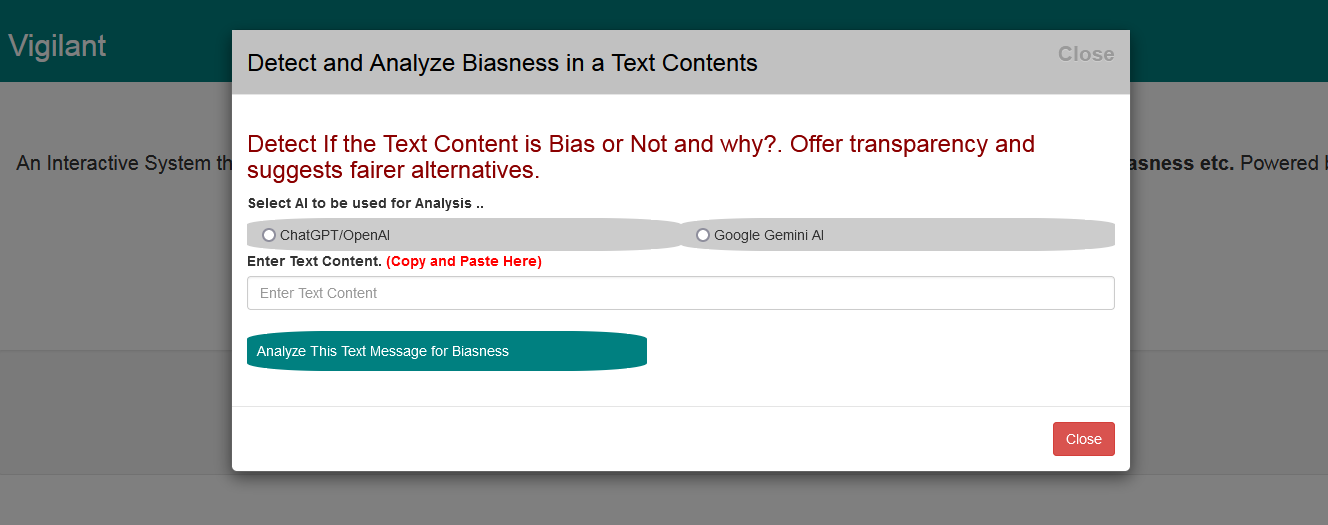 Vigilant
Detect and Analyze Biasness in a Text Contents
Close
Detect If the Text Content is Bias or Not and why?. Offer transparency and
suggests fairer alternatives.
An Interactive System
asness etc. Powered
Select AI to be used for Analysis ..
ChatGPT/OpenAI
Google Gemini AI
Enter Text Content. (Copy and Paste Here)
Enter Text Content
Analyze This Text Message for Biasness
Close